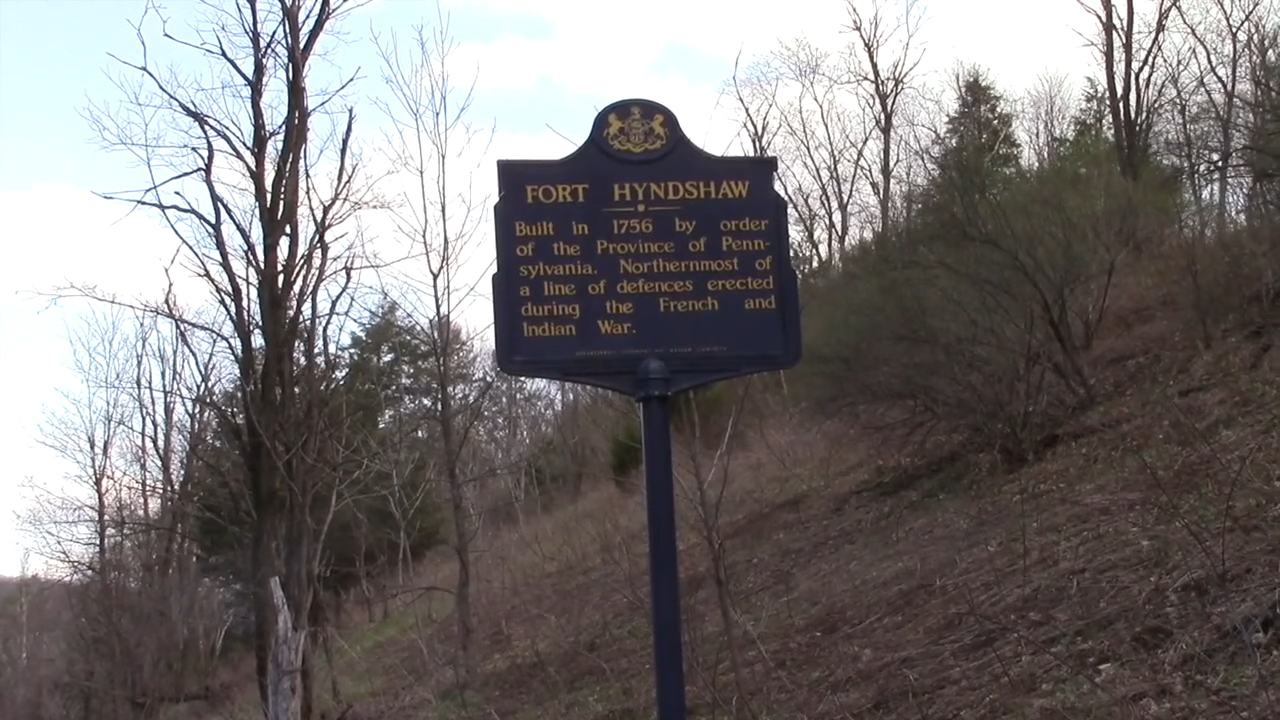 FORT HYNDSHAW
Built in 1756 by order
of the Province of Penn-
sylvania. Northernmost of
a line of defences erected
during the French and
Indian War.